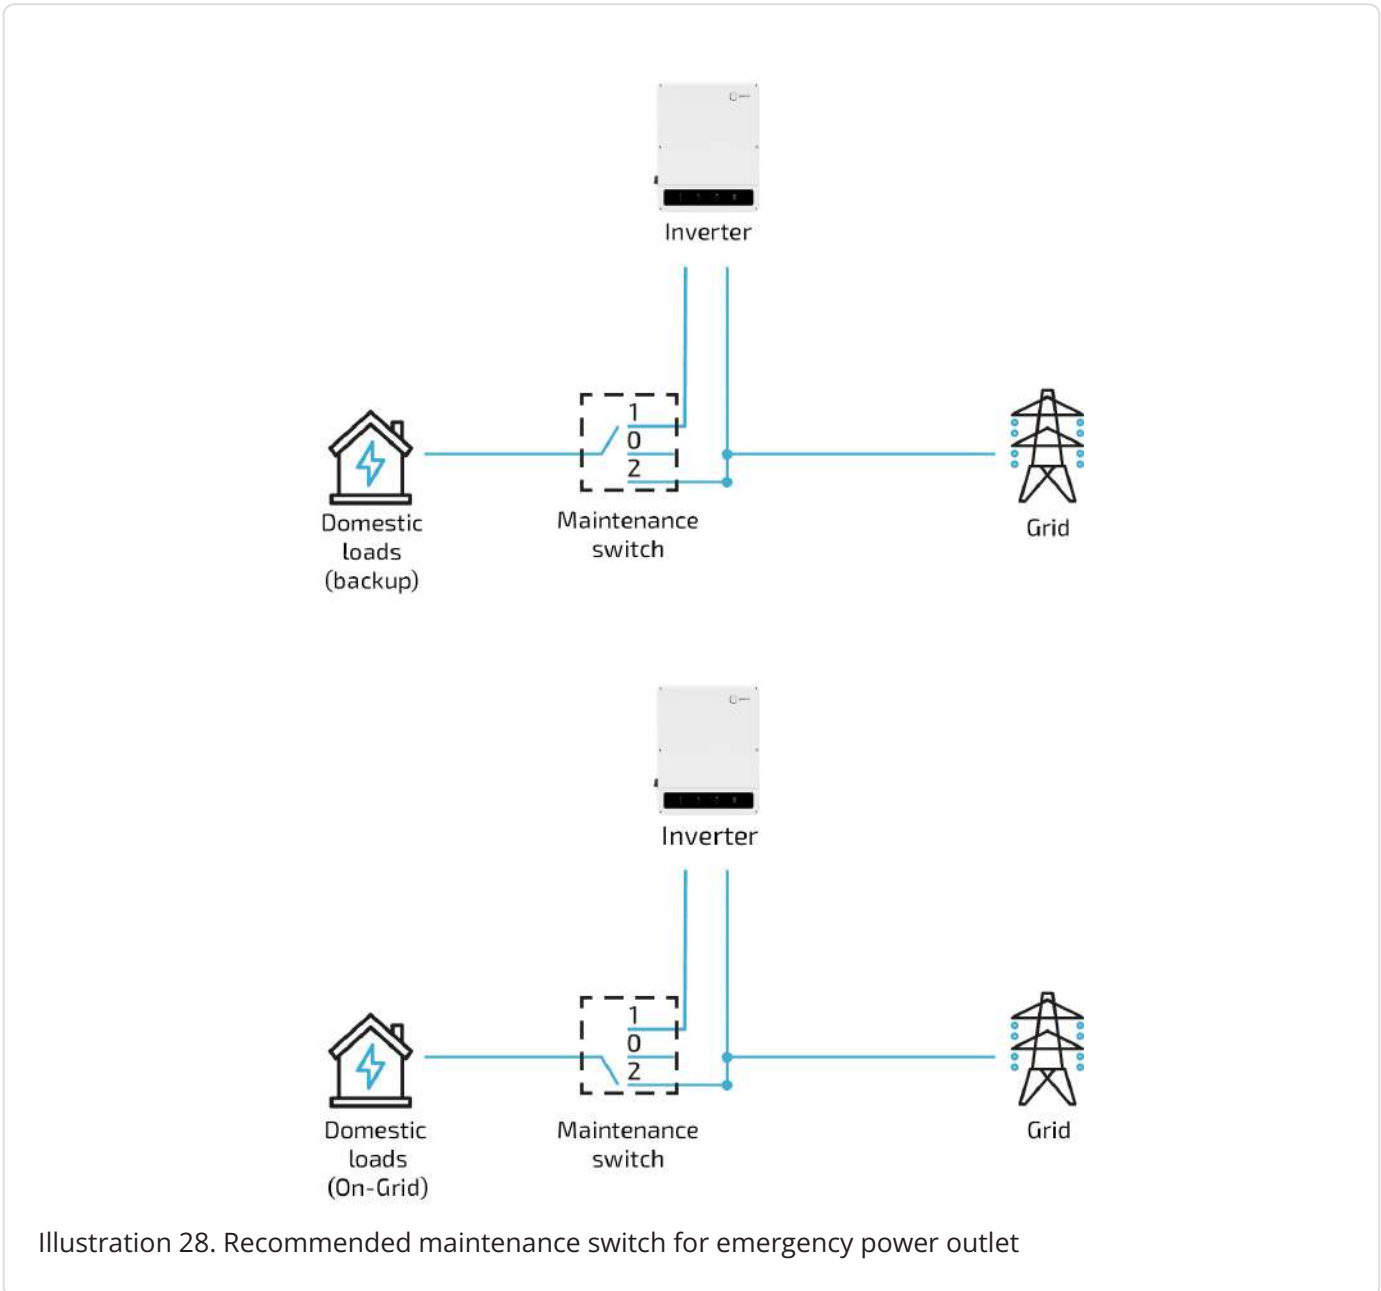 Inverter
1
0
2
Domestic
loads
(backup)
Maintenance
switch
Grid
Inverter
1
0
2
Domestic
loads
(On-Grid)
Maintenance
switch
Grid
Illustration 28. Recommended maintenance switch for emergency power outlet